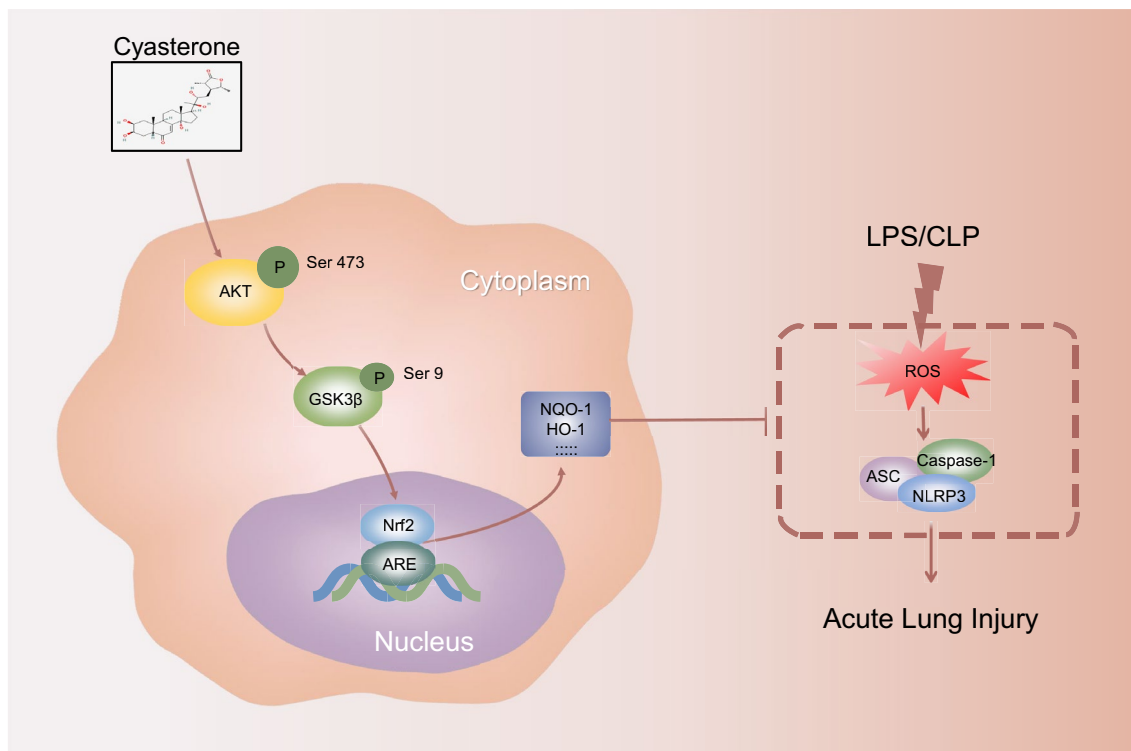 Cyasterone
P
Ser 473
AKT
Cytoplasm
P
Ser 9
GSK3β
NQO-1
HO-1
.....
.....
Nrf2
ARE
Nucleus
LPS/CLP
ROS
Caspase-1
ASC
NLRP3
Acute Lung Injury